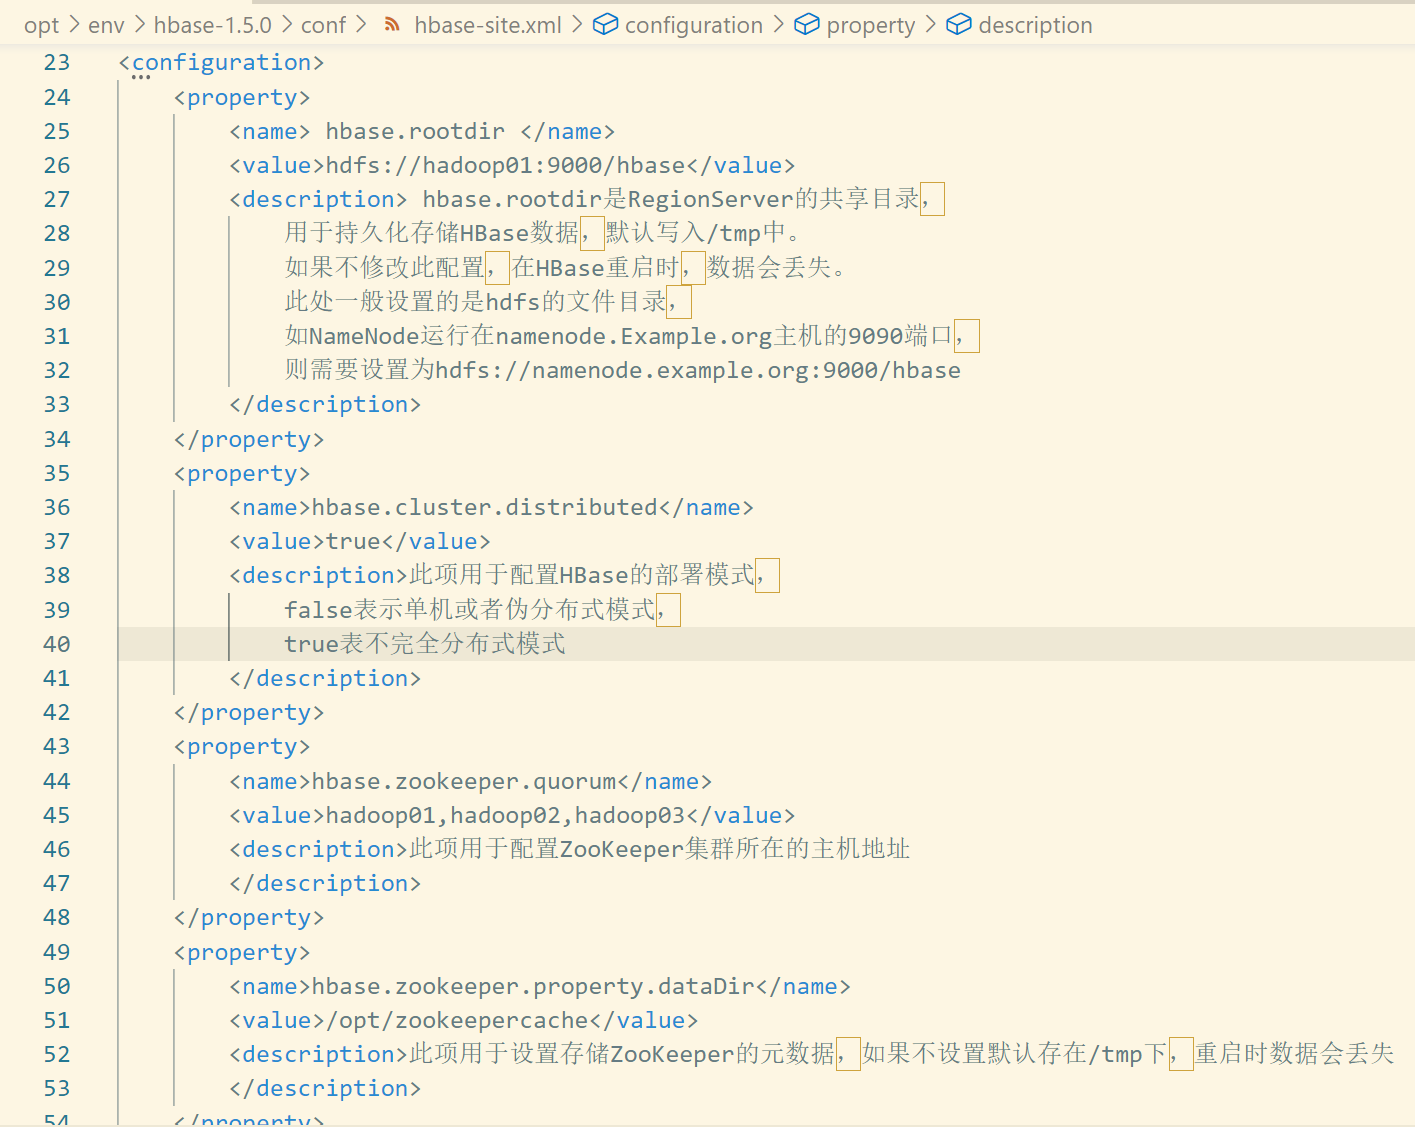 opt > env > hbase-1.5.0 > conf > hbase-site.xml > configuration > property > description
23 <configuration>
24 <property>
25 <name> hbase.rootdir </name>
26 <value>hdfs://hadoop01:9000/hbase</value>
27 <description> hbase.rootdir是RegionServer的共享目录，
28 用于持久化存储HBase数据，默认写入/tmp中。
29 如果不修改此配置，在HBase重启时，数据会丢失。
30 此处一般设置的是hdfs的文件目录，
31 如NameNode运行在namenode.Example.org主机的9090端口，
32 则需要设置为hdfs://namenode.example.org:9000/hbase
33 </description>
34 </property>
35 <property>
36 <name>hbase.cluster.distributed</name>
37 <value>true</value>
38 <description>此项用于配置HBase的部署模式，
39 false表示单机或者伪分布式模式，
40 true表不完全分布式模式
41 </description>
42 </property>
43 <property>
44 <name>hbase.zookeeper.quorum</name>
45 <value>hadoop01,hadoop02,hadoop03</value>
46 <description>此项用于配置ZooKeeper集群所在的主机地址
47 </description>
48 </property>
49 <property>
50 <name>hbase.zookeeper.property.dataDir</name>
51 <value>/opt/zookeepercache</value>
52 <description>此项用于设置存储ZooKeeper的元数据，如果不设置默认存在/tmp下，重启时数据会丢失
53 </description>
54 </property>